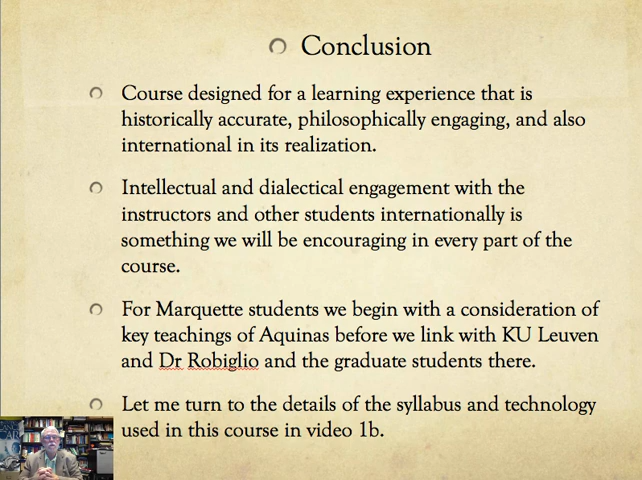 Conclusion
Course designed for a learning experience that is
historically accurate, philosophically engaging, and also
international in its realization.
Intellectual and dialectical engagement with the
instructors and other students internationally is
something we will be encouraging in every part of the
course.
For Marquette students we begin with a consideration of
key teachings of Aquinas before we link with KU Leuven
and Dr Robiglio and the graduate students there.
Let me turn to the details of the syllabus and technology
used in this course in video 1b.